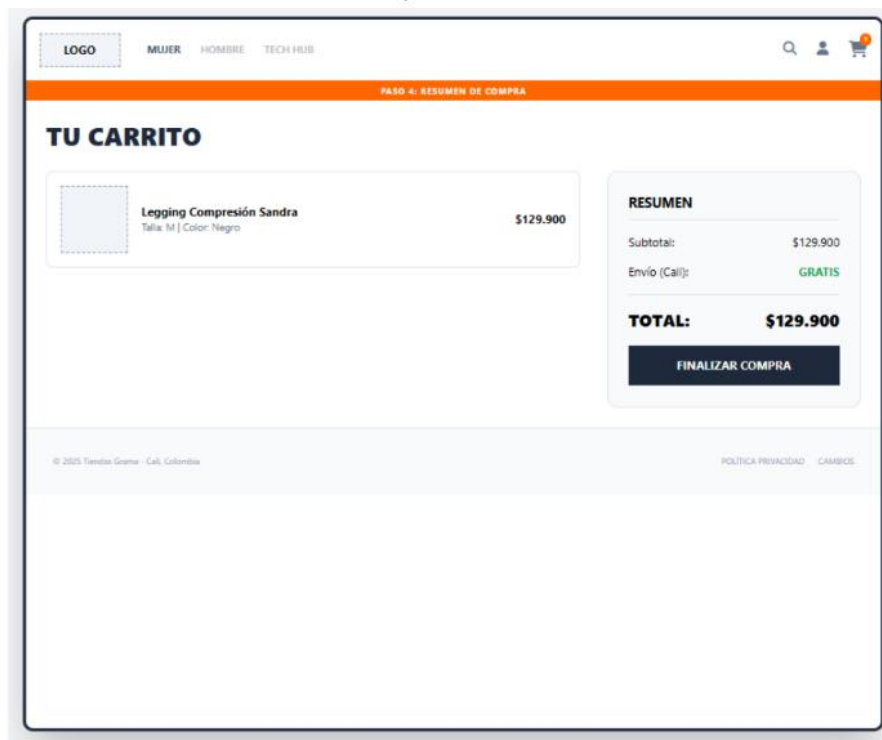 LOGO MUJER HOMBRE TECH HUB
PASO 4: RESUMEN DE COMPRA
TU CARRITO
Legging Compresión Sandra
Talla: M | Color: Negro
$129.900
RESUMEN
Subtotal: $129.900
Envío (Cali): GRATIS
TOTAL: $129.900
FINALIZAR COMPRA
© 2025 Tiendas Grama - Cali, Colombia
POLÍTICA PRIVACIDAD CAMBIOS